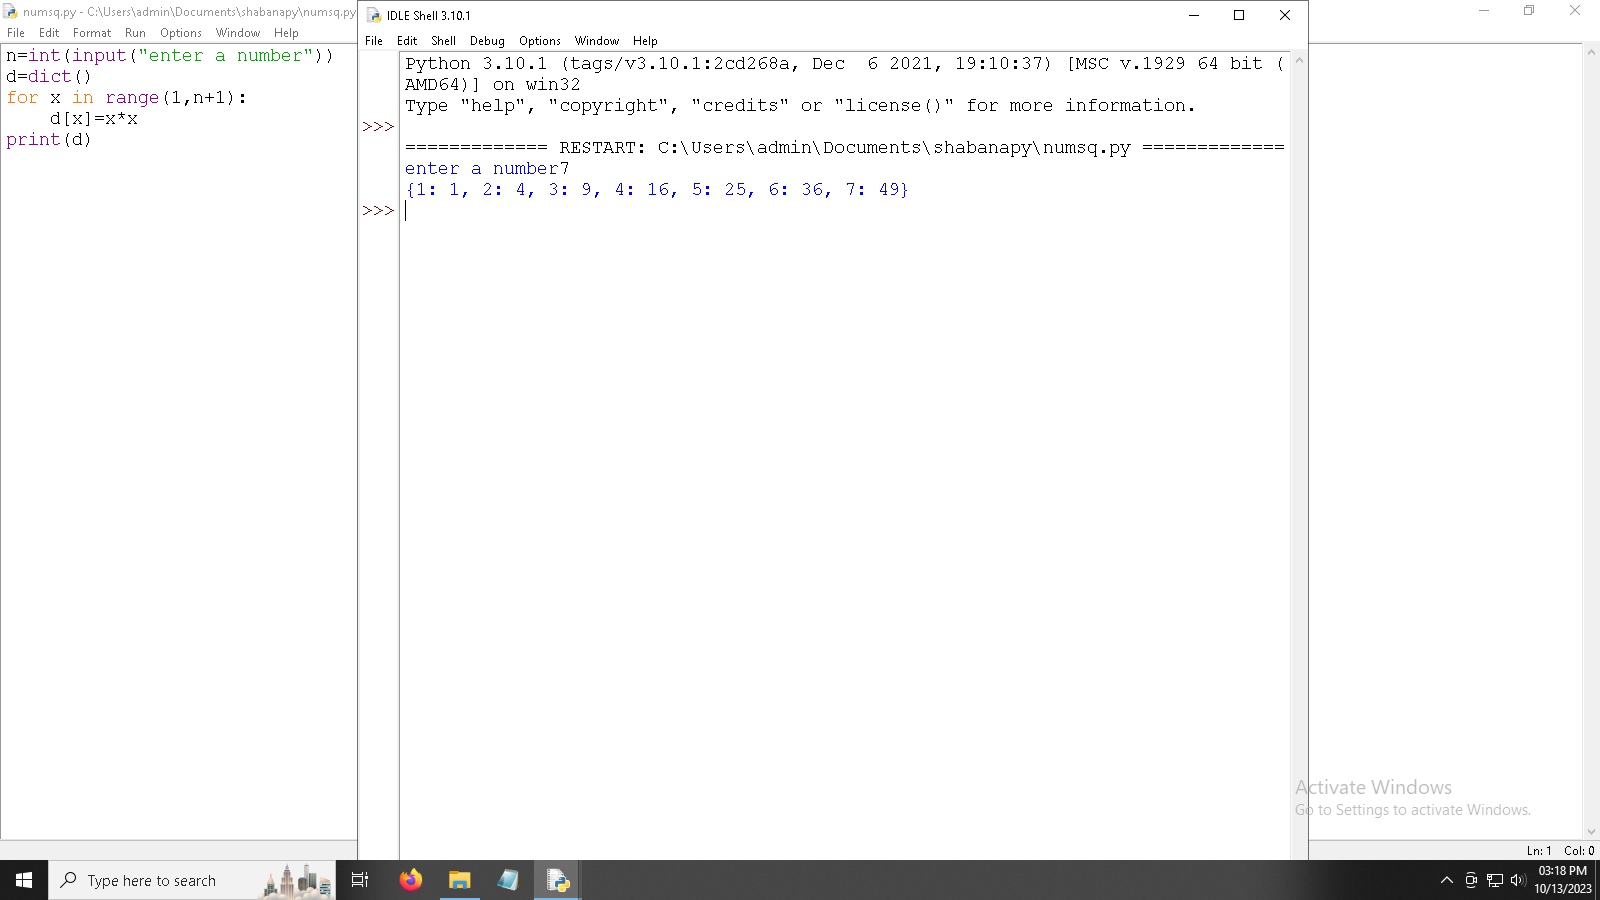 numsq.py - C:\Users\admin\Documents\shabanapy\numsq.py
File Edit Format Run Options Window Help
n=int(input("enter a number"))
d=dict()
for x in range(1,n+1):
    d[x]=x*x
print(d)
IDLE Shell 3.10.1
File Edit Shell Debug Options Window Help
Python 3.10.1 (tags/v3.10.1:2cd268a, Dec  6 2021, 19:10:37) [MSC v.1929 64 bit (
AMD64)] on win32
Type "help", "copyright", "credits" or "license()" for more information.
>>>
============= RESTART: C:\Users\admin\Documents\shabanapy\numsq.py =============
enter a number7
{1: 1, 2: 4, 3: 9, 4: 16, 5: 25, 6: 36, 7: 49}
>>>
Activate Windows
Go to Settings to activate Windows.
Ln: 1 Col: 0
Type here to search
03:18 PM
10/13/2023